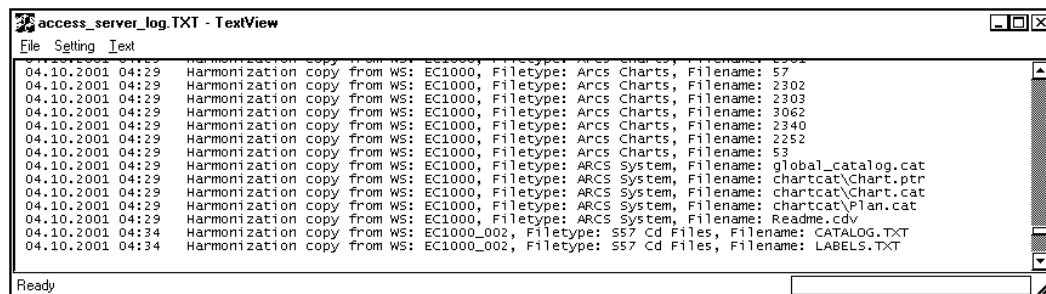 access_server_log.TXT - TextView
File Setting Text
04.10.2001 04:29 Harmonization copy from WS: EC1000, Filetype: Arcs Charts, Filename: 57
04.10.2001 04:29 Harmonization copy from WS: EC1000, Filetype: Arcs Charts, Filename: 2302
04.10.2001 04:29 Harmonization copy from WS: EC1000, Filetype: Arcs Charts, Filename: 2303
04.10.2001 04:29 Harmonization copy from WS: EC1000, Filetype: Arcs Charts, Filename: 3062
04.10.2001 04:29 Harmonization copy from WS: EC1000, Filetype: Arcs Charts, Filename: 2340
04.10.2001 04:29 Harmonization copy from WS: EC1000, Filetype: Arcs Charts, Filename: 2252
04.10.2001 04:29 Harmonization copy from WS: EC1000, Filetype: Arcs Charts, Filename: 53
04.10.2001 04:29 Harmonization copy from WS: EC1000, Filetype: ARCS System, Filename: global_catalog.cat
04.10.2001 04:29 Harmonization copy from WS: EC1000, Filetype: ARCS System, Filename: chartcat\Chart.ptr
04.10.2001 04:29 Harmonization copy from WS: EC1000, Filetype: ARCS System, Filename: chartcat\Chart.cat
04.10.2001 04:29 Harmonization copy from WS: EC1000, Filetype: ARCS System, Filename: chartcat\Plan.cat
04.10.2001 04:29 Harmonization copy from WS: EC1000, Filetype: ARCS System, Filename: Readme.cdv
04.10.2001 04:34 Harmonization copy from WS: EC1000_002, Filetype: S57 Cd Files, Filename: CATALOG.TXT
04.10.2001 04:34 Harmonization copy from WS: EC1000_002, Filetype: S57 Cd Files, Filename: LABELS.TXT
Ready